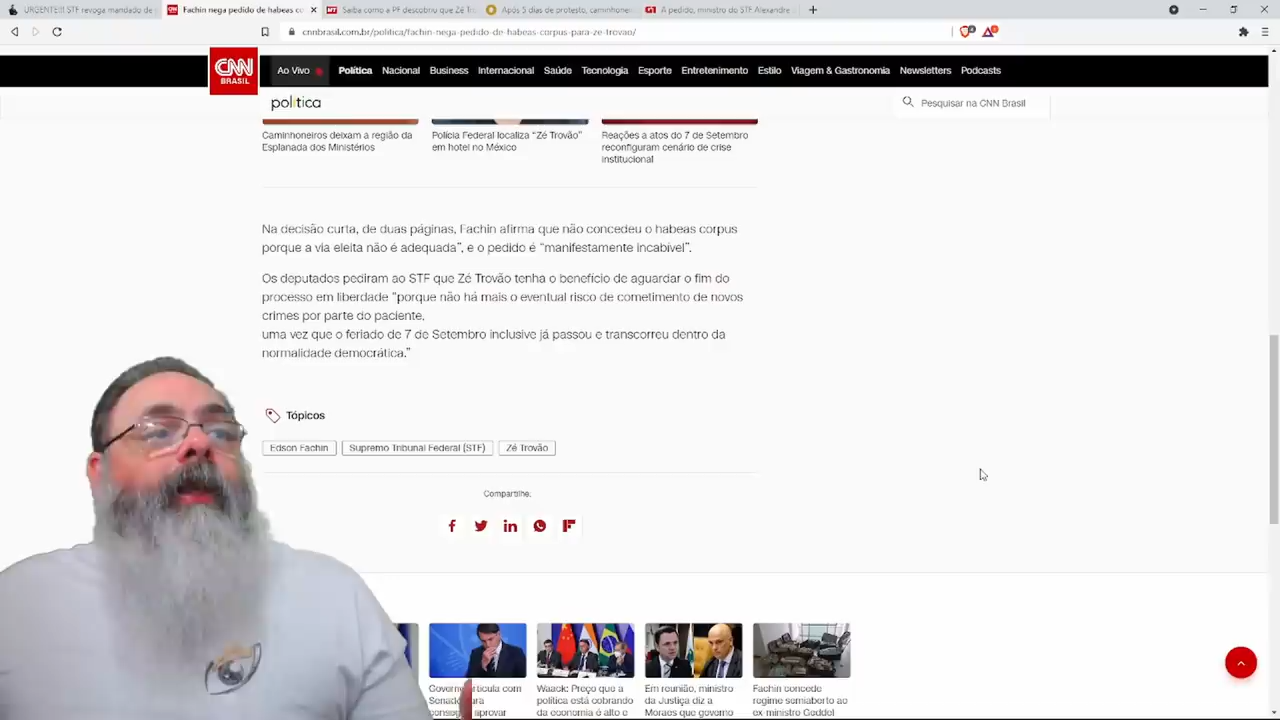 URGENTE!!! STF revoga mandado de p
Fachin nega pedido de habeas co
Saiba como a PF descobriu que Zé Tr
Após 5 dias de protesto, caminhone
A pedido, ministro do STF Alexandre
cnnbrasil.com.br/politica/fachin-nega-pedido-de-habeas-corpus-para-ze-trovao/
CNN
BRASIL
Ao Vivo
Política
Nacional
Business
Internacional
Saúde
Tecnologia
Esporte
Entretenimento
Estilo
Viagem & Gastronomia
Newsletters
Podcasts
política
Pesquisar na CNN Brasil
Caminhoneiros deixam a região da
Esplanada dos Ministérios
Polícia Federal localiza "Zé Trovão"
em hotel no México
Reações a atos do 7 de Setembro
reconfiguram cenário de crise
institucional
Na decisão curta, de duas páginas, Fachin afirma que não concedeu o habeas corpus
porque a via eleita não é adequada", e o pedido é "manifestamente incabível".
Os deputados pediram ao STF que Zé Trovão tenha o benefício de aguardar o fim do
processo em liberdade "porque não há mais o eventual risco de cometimento de novos
crimes por parte do paciente,
uma vez que o feriado de 7 de Setembro inclusive já passou e transcorreu dentro da
normalidade democrática."
Tópicos
Edson Fachin
Supremo Tribunal Federal (STF)
Zé Trovão
Compartilhe:
Senado
aprovar
Waack: Preço que a
política está cobrando
da economia é alto e
Em reunião, ministro
da Justiça diz a
Moraes que governo
Fachin concede
regime semiaberto ao
ex-ministro Geddel